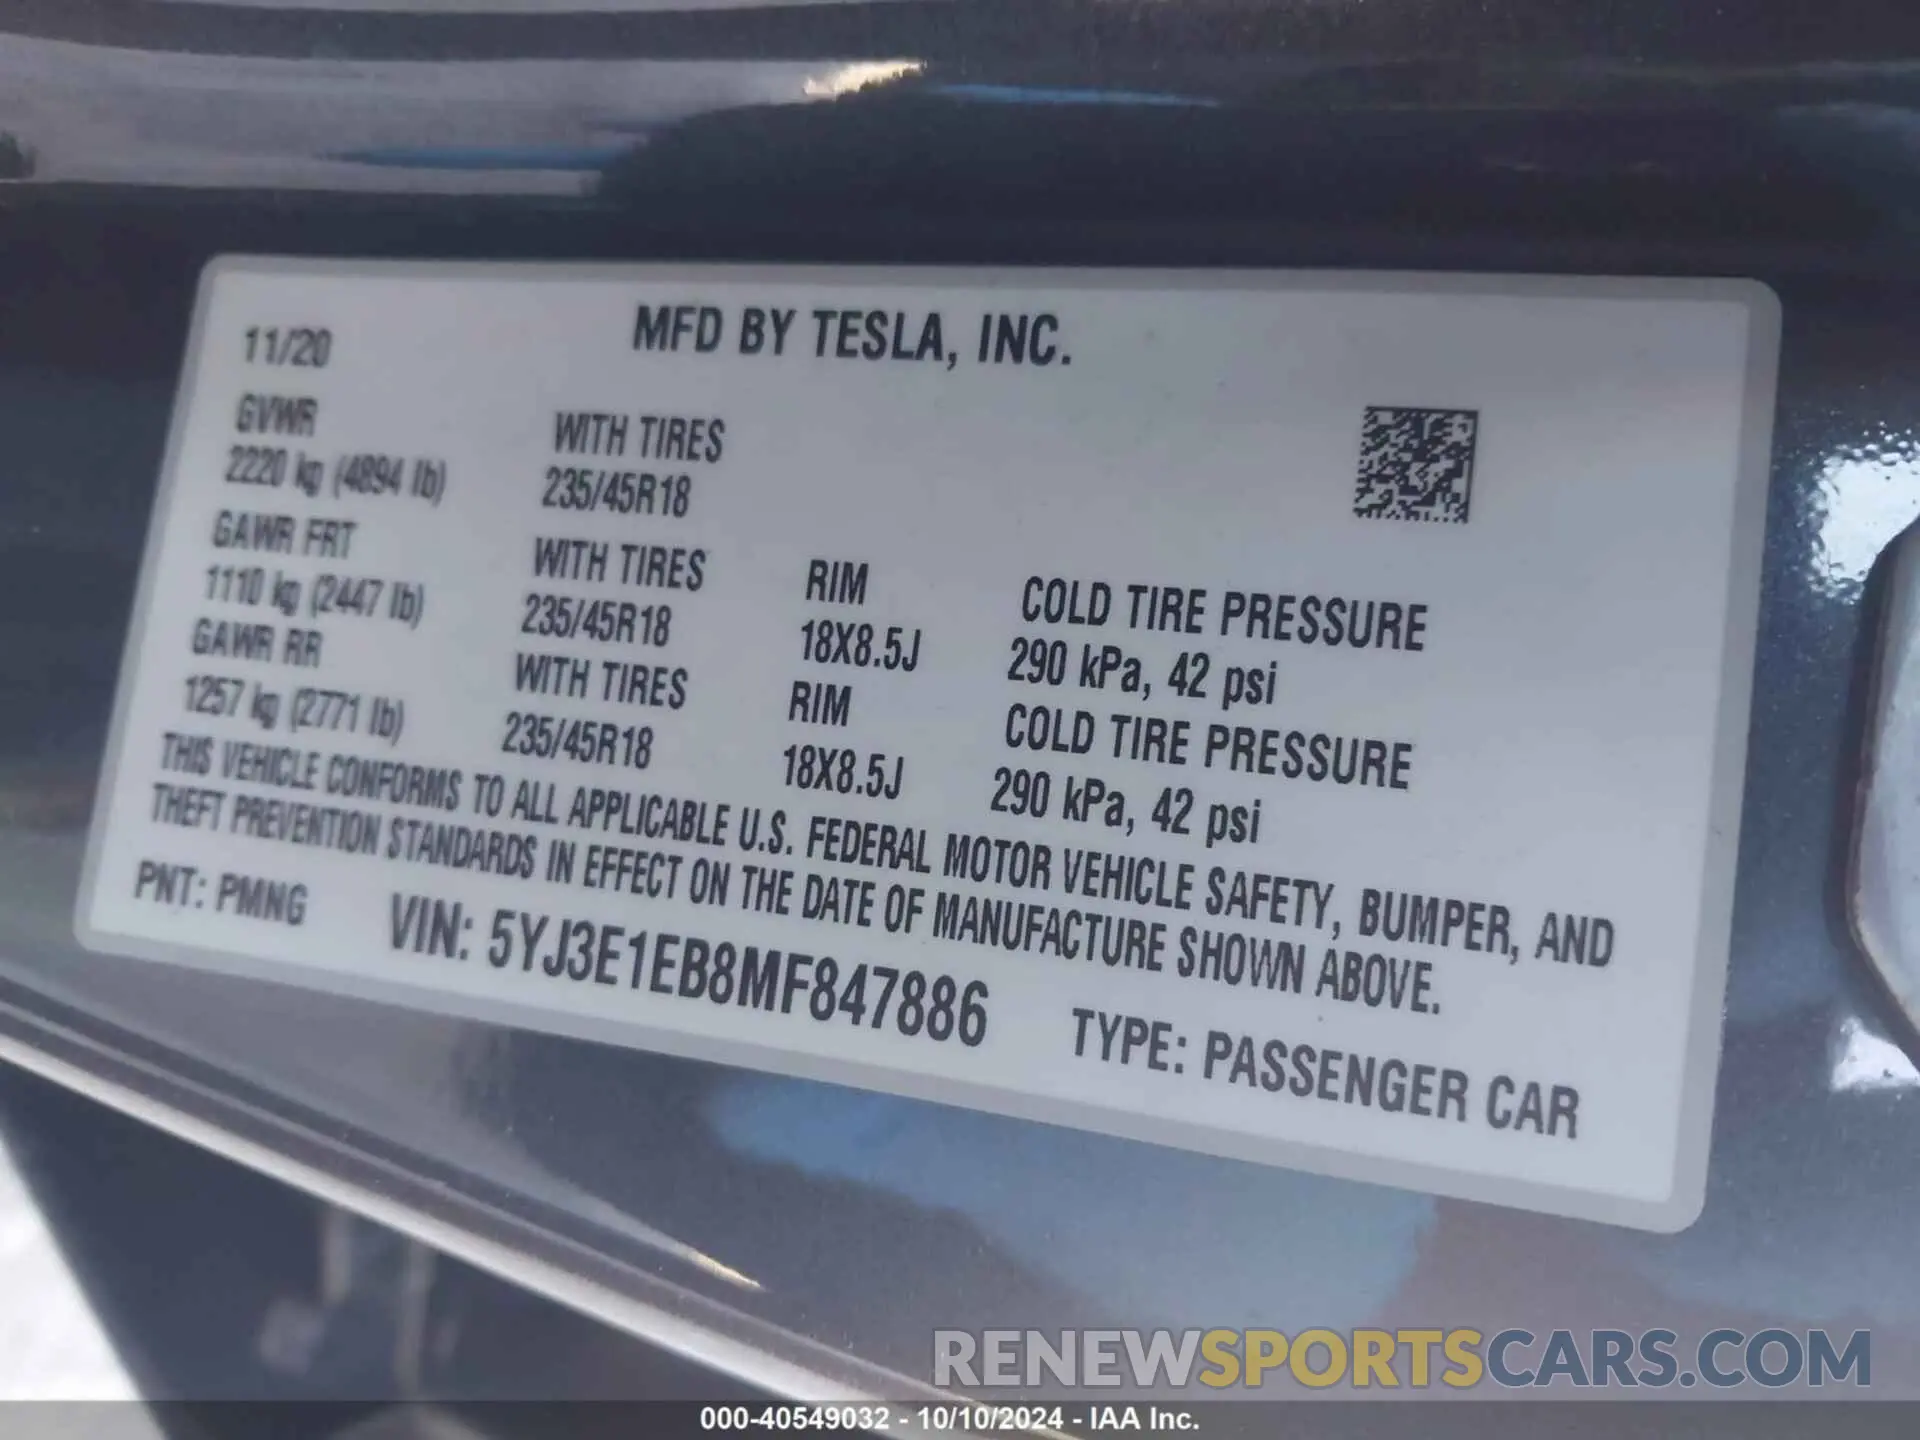 MFD BY TESLA, INC.
11/20
GVWR WITH TIRES
2220 kg (4894 lb) 235/45R18
GAWR FRT WITH TIRES RIM COLD TIRE PRESSURE
1110 kg (2447 lb) 235/45R18 18X8.5J 290 kPa, 42 psi
GAWR RR WITH TIRES RIM COLD TIRE PRESSURE
1257 kg (2771 lb) 235/45R18 18X8.5J 290 kPa, 42 psi
THIS VEHICLE CONFORMS TO ALL APPLICABLE U.S. FEDERAL MOTOR VEHICLE SAFETY, BUMPER, AND
THEFT PREVENTION STANDARDS IN EFFECT ON THE DATE OF MANUFACTURE SHOWN ABOVE.
PNT: PMNG VIN: 5YJ3E1EB8MF847886 TYPE: PASSENGER CAR
RENEWSPORTSCARS.COM
000-40549032 - 10/10/2024 - IAA Inc.